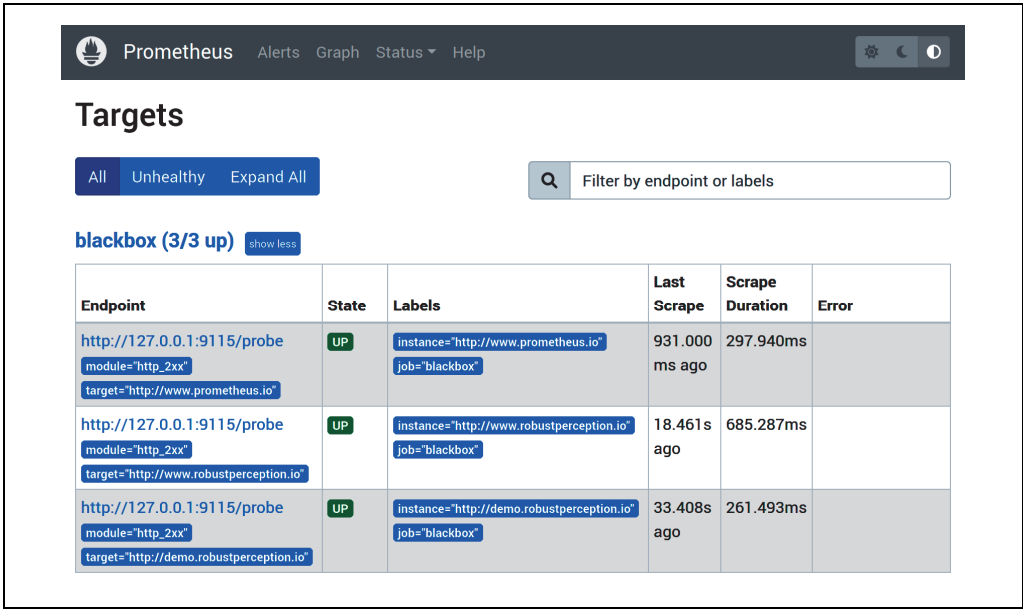 Prometheus Alerts Graph Status Help
Targets
All Unhealthy Expand All
Filter by endpoint or labels
blackbox (3/3 up) show less
Endpoint State Labels Last Scrape Scrape Duration Error
http://127.0.0.1:9115/probe UP instance="http://www.prometheus.io" 931.000 297.940ms
module="http_2xx" job="blackbox" ms ago
target="http://www.prometheus.io"
http://127.0.0.1:9115/probe UP instance="http://www.robustperception.io" 18.461s 685.287ms
module="http_2xx" job="blackbox" ago
target="http://www.robustperception.io"
http://127.0.0.1:9115/probe UP instance="http://demo.robustperception.io" 33.408s 261.493ms
module="http_2xx" job="blackbox" ago
target="http://demo.robustperception.io"